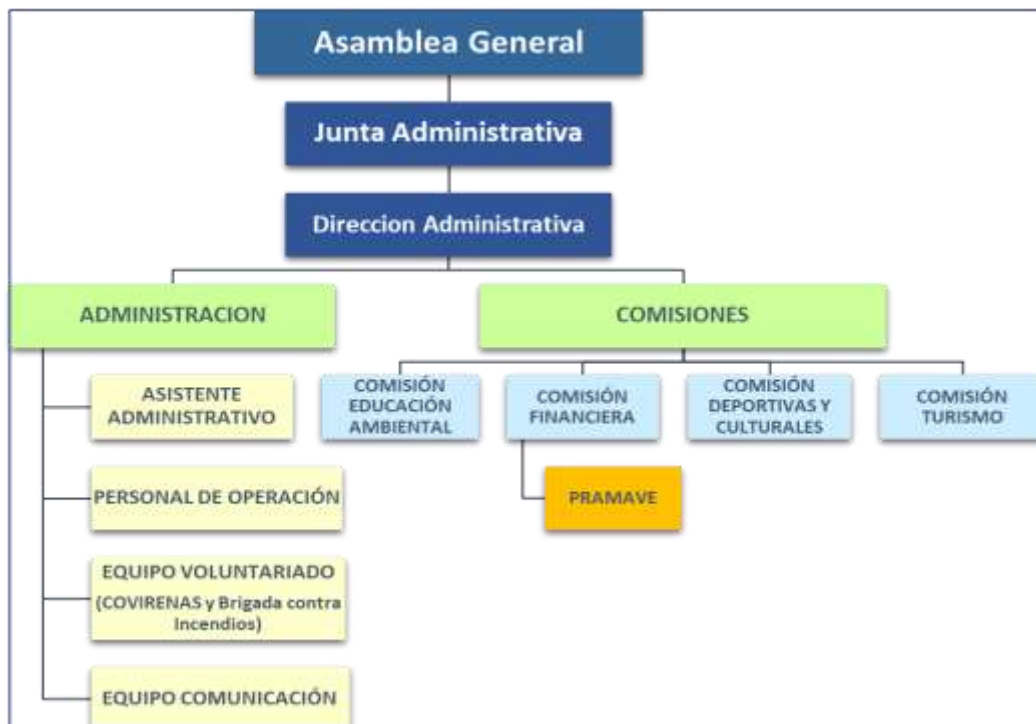 Asamblea General
Junta Administrativa
Direccion Administrativa
ADMINISTRACION
COMISIONES
ASISTENTE
ADMINISTRATIVO
COMISIÓN
EDUCACIÓN
AMBIENTAL
COMISIÓN
FINANCIERA
COMISIÓN
DEPORTIVAS Y
CULTURALES
COMISIÓN
TURISMO
PERSONAL DE OPERACIÓN
PRAMAVE
EQUIPO VOLUNTARIADO
(COVIRENAS y Brigada contra
Incendios)
EQUIPO COMUNICACIÓN